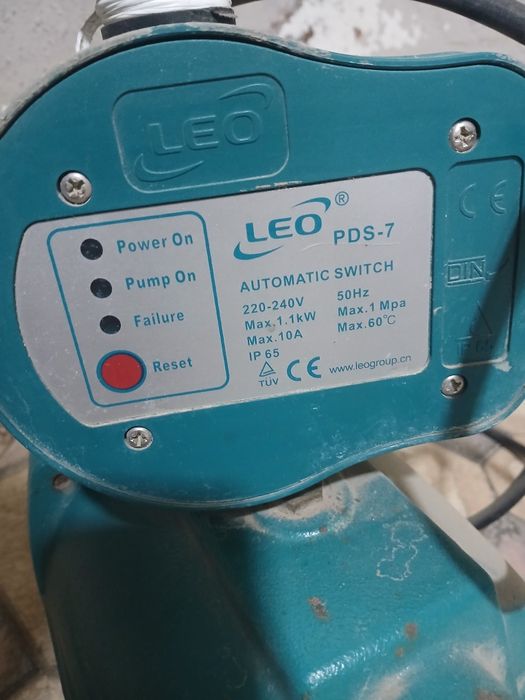 LEO
Power On
Pump On
Failure
Reset
LEO® PDS-7
AUTOMATIC SWITCH
220-240V 50Hz
Max.1.1kW Max.1 Mpa
Max.10A Max.60℃
IP 65
TÜV CE www.leogroup.cn
CE
DIN